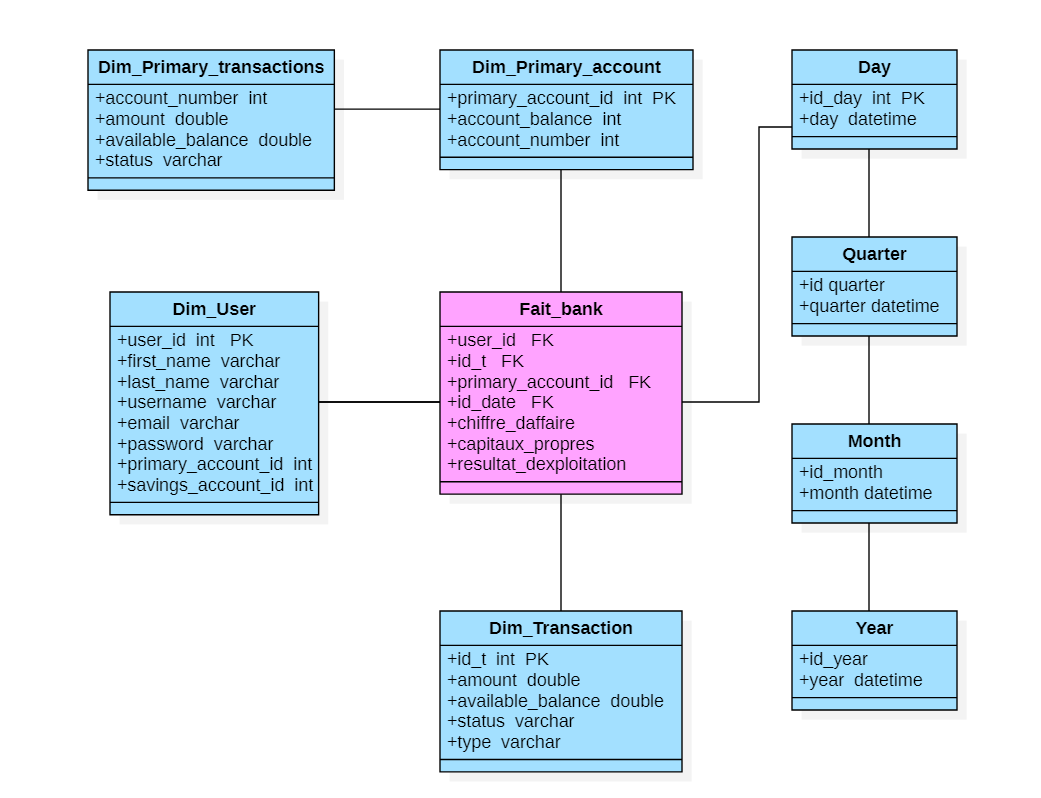 Dim_Primary_transactions
+account_number int
+amount double
+available_balance double
+status varchar
Dim_Primary_account
+primary_account_id int PK
+account_balance int
+account_number int
Day
+id_day int PK
+day datetime
Quarter
+id quarter
+quarter datetime
Dim_User
+user_id int PK
+first_name varchar
+last_name varchar
+username varchar
+email varchar
+password varchar
+primary_account_id int
+savings_account_id int
Fait_bank
+user_id FK
+id_t FK
+primary_account_id FK
+id_date FK
+chiffre_daffaire
+capitaux_propres
+resultat_dexploitation
Month
+id_month
+month datetime
Dim_Transaction
+id_t int PK
+amount double
+available_balance double
+status varchar
+type varchar
Year
+id_year
+year datetime